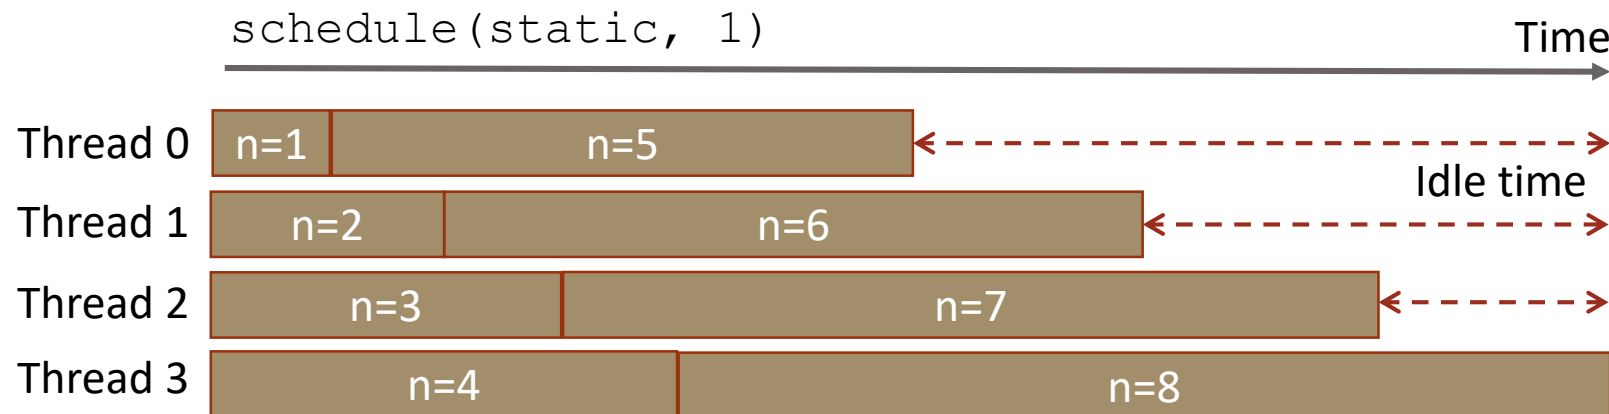 schedule(static, 1)
Time
Thread 0 n=1 n=5
Idle time
Thread 1 n=2 n=6
Thread 2 n=3 n=7
Thread 3 n=4 n=8